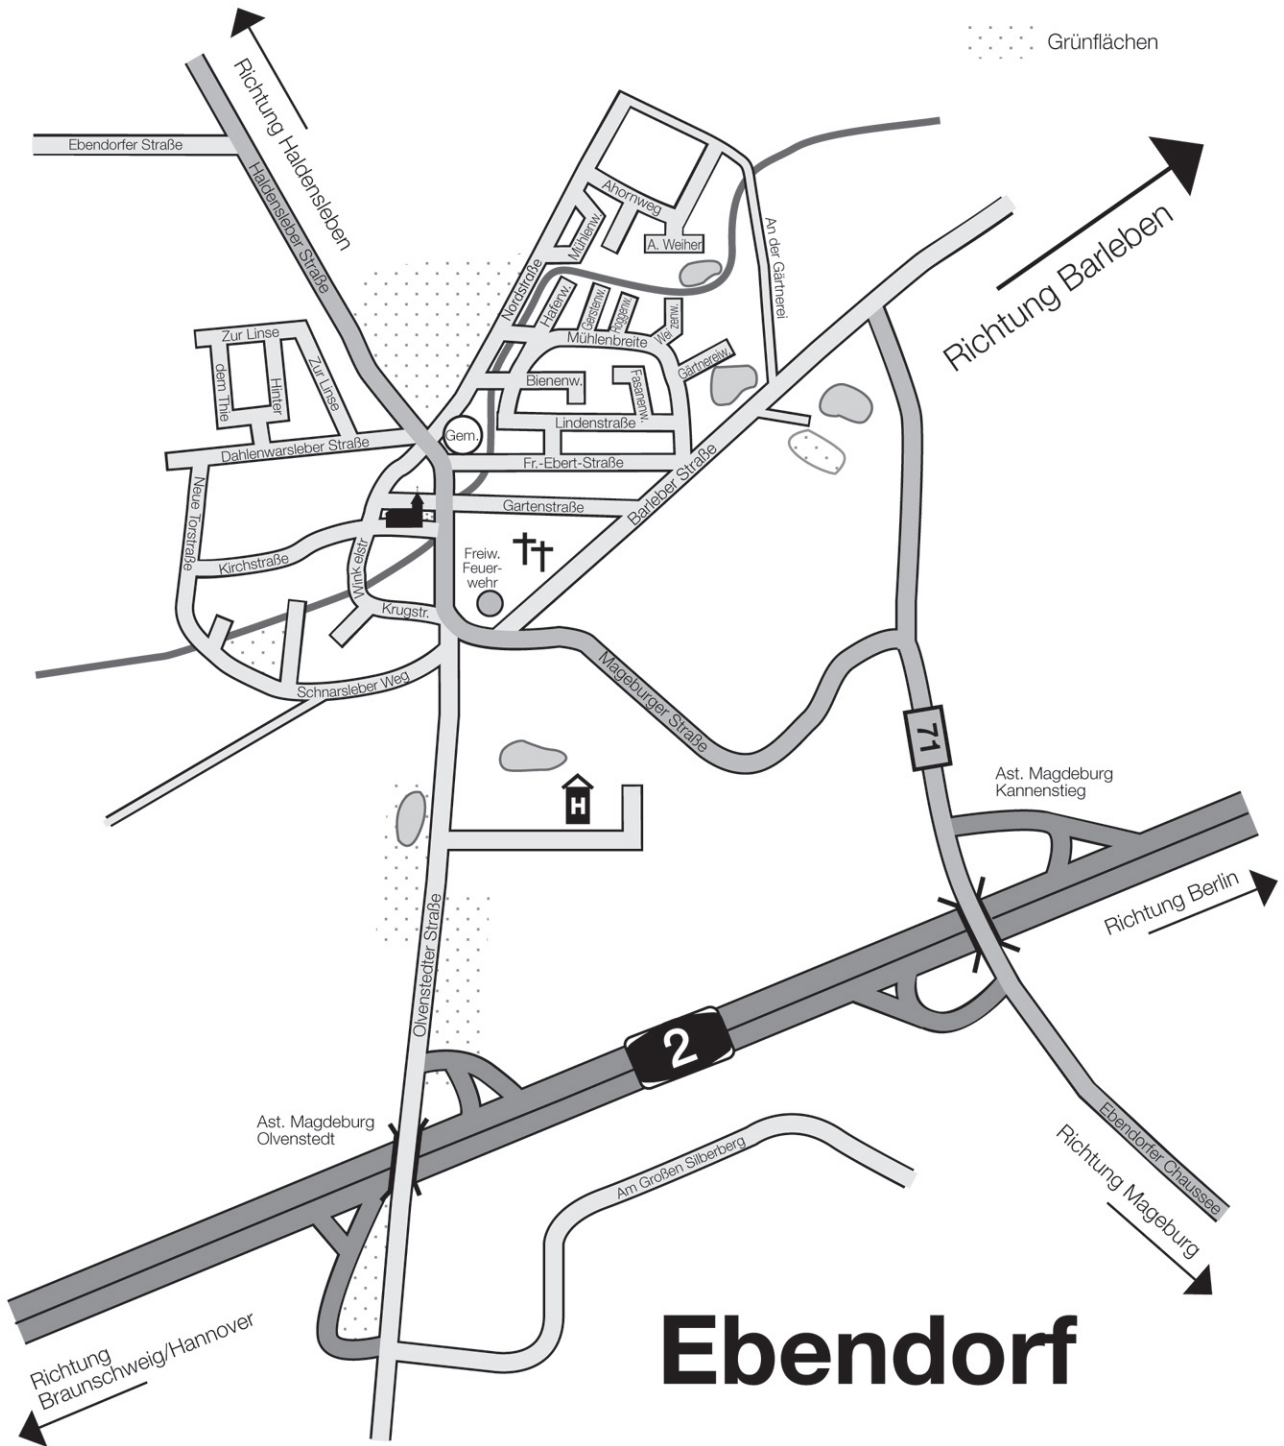 Grünflächen
Richtung Haldensleben
Ebendorfer Straße
Haldensleber Straße
Richtung Barleben
Ahornweg
Mühlenw.
A. Weiher
An der Gärtnerei
Nordstraße
Haferw.
Gerstenw.
Roggenw.
Weizenw.
Mühlenbreite
Gärtnereiw.
Zur Linse
dem Thie
Hinter
Zur Linse
Bienenw.
Fasanenw.
Lindenstraße
Gem.
Dahlenwarsleber Straße
Fr.-Ebert-Straße
Neue Torstraße
Gartenstraße
Barleber Straße
Kirchstraße
Wink elstr
Freiw.
Feuer-
wehr
Krugstr.
Schnarsleber Weg
Mageburger Straße
71
Ast. Magdeburg
Kannenstieg
H
Richtung Berlin
Olvenstedter Straße
2
Ast. Magdeburg
Olvenstedt
Am Großen Silberberg
Ebendorfer Chaussee
Richtung Mageburg
Richtung
Braunschweig/Hannover
Ebendorf